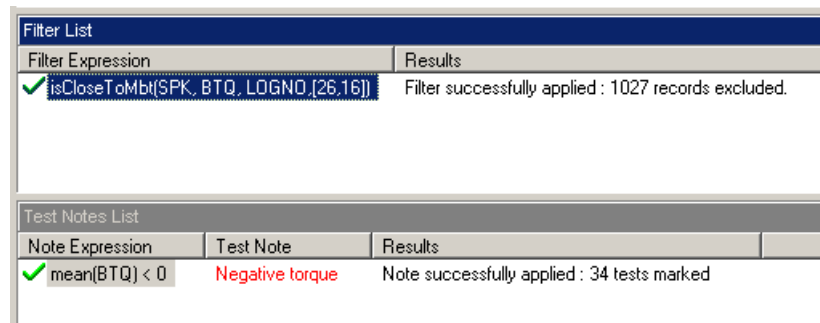 Filter List
Filter Expression Results
isCloseToMbt(SPK, BTQ, LOGNO,[26,16]) Filter successfully applied : 1027 records excluded.
Test Notes List
Note Expression Test Note Results
mean(BTQ) < 0 Negative torque Note successfully applied : 34 tests marked